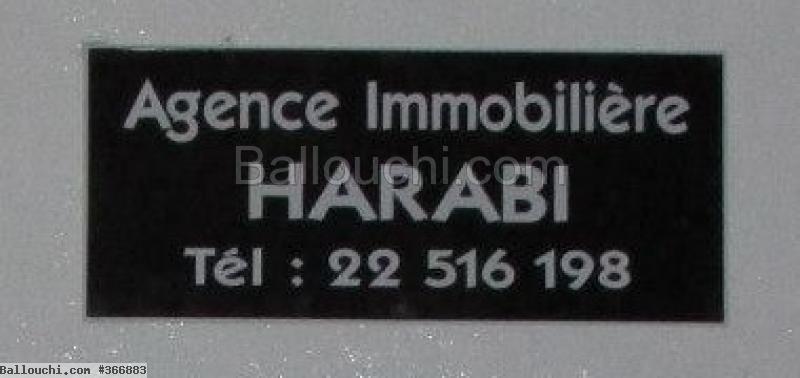 Agence Immobilière
Ballouchi.com
HARABI
Tél : 22 516 198
Ballouchi.com #366883